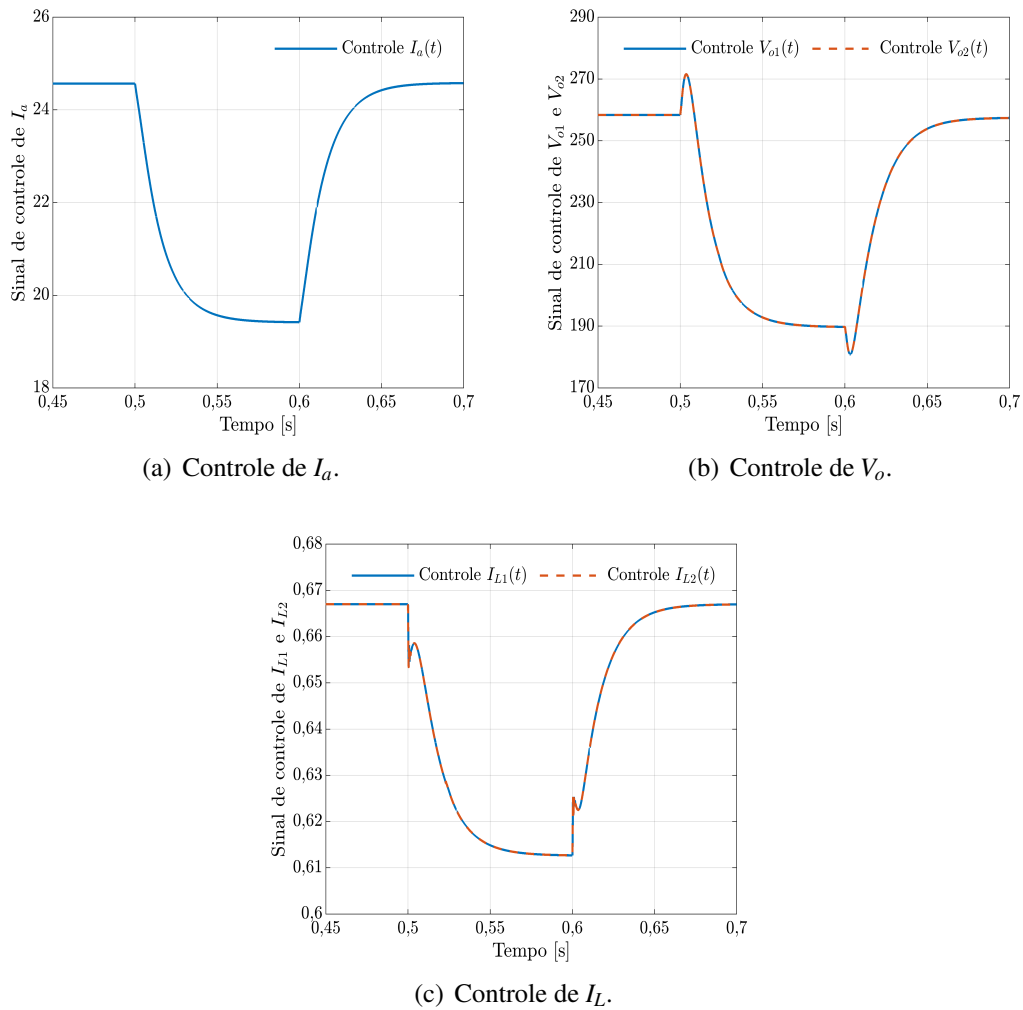 26
24
22
20
18
0,45
0,5
0,55
0,6
0,65
0,7
Sinal de controle de I_a
Controle I_a(t)
Tempo [s]
(a) Controle de I_a.
290
270
250
230
210
190
170
0,45
0,5
0,55
0,6
0,65
0,7
Sinal de controle de V_{o1} e V_{o2}
Controle V_{o1}(t)
Controle V_{o2}(t)
Tempo [s]
(b) Controle de V_o.
0,68
0,67
0,66
0,65
0,64
0,63
0,62
0,61
0,6
0,45
0,5
0,55
0,6
0,65
0,7
Sinal de controle de I_{L1} e I_{L2}
Controle I_{L1}(t)
Controle I_{L2}(t)
Tempo [s]
(c) Controle de I_L.